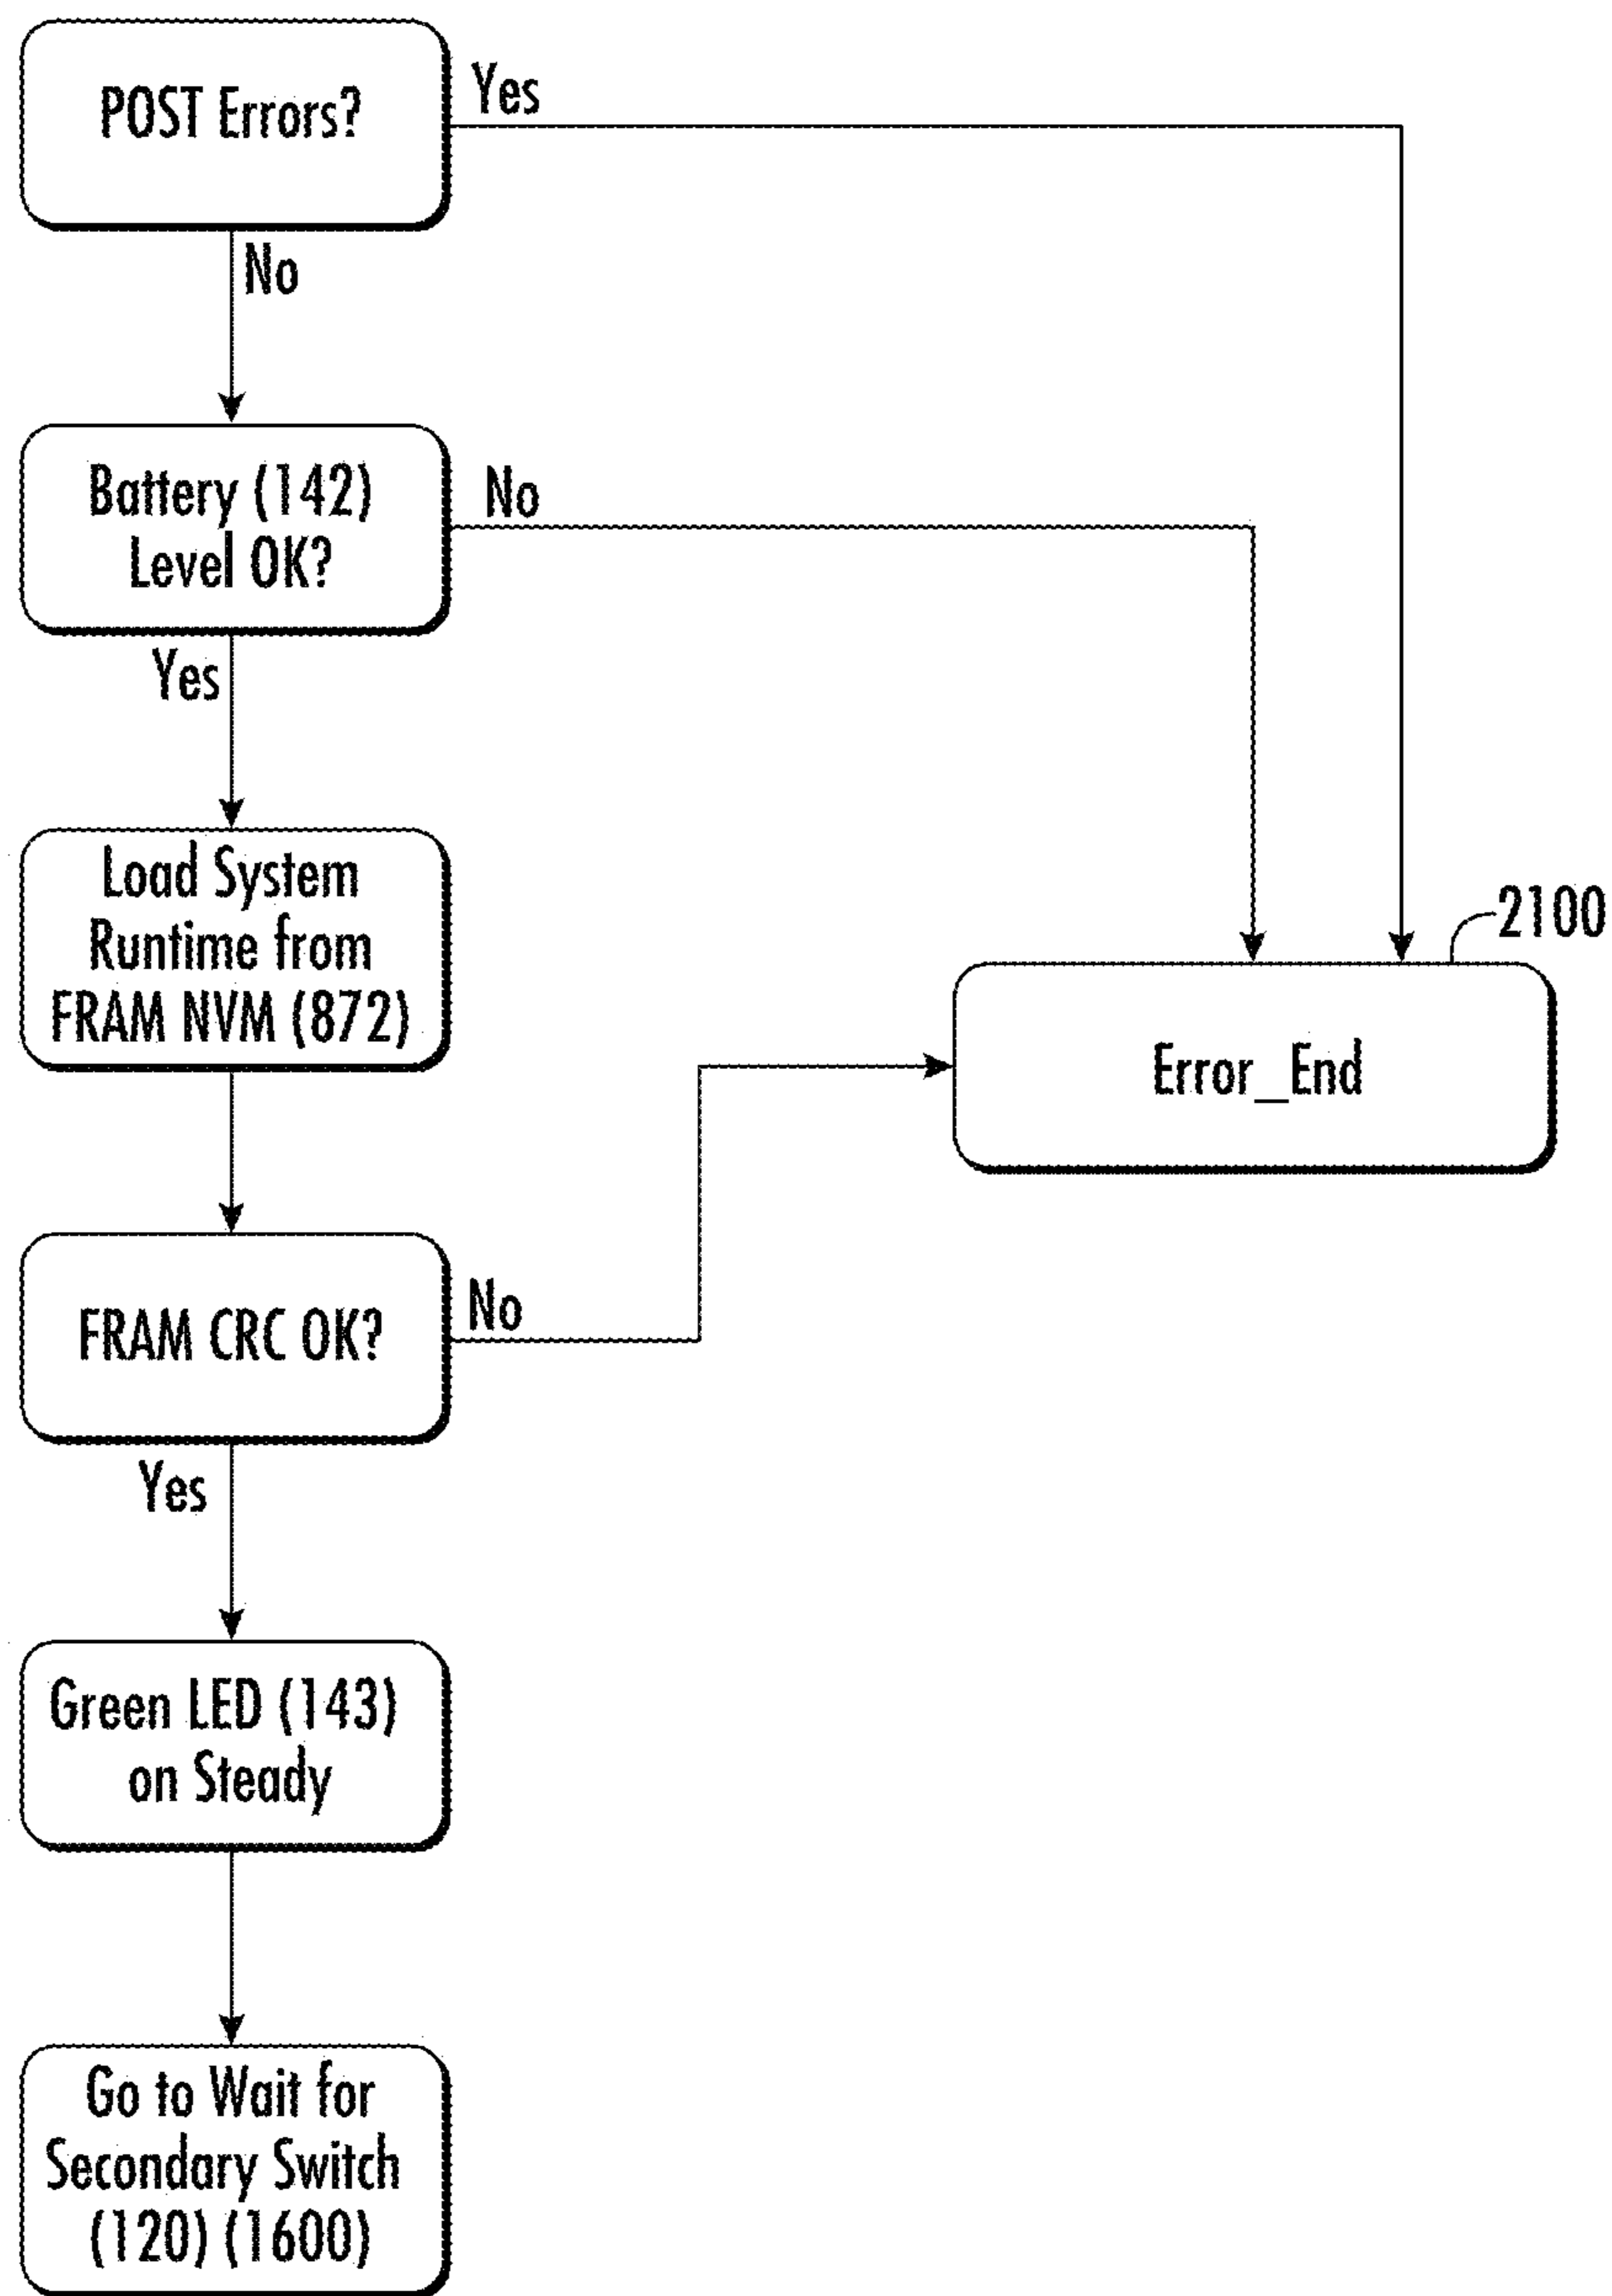 POST Errors?
Yes
No
Battery (142)
Level OK?
No
Yes
Load System
Runtime from
FRAM NVM (872)
2100
Error_End
FRAM CRC OK?
No
Yes
Green LED (143)
on Steady
Go to Wait for
Secondary Switch
(120) (1600)